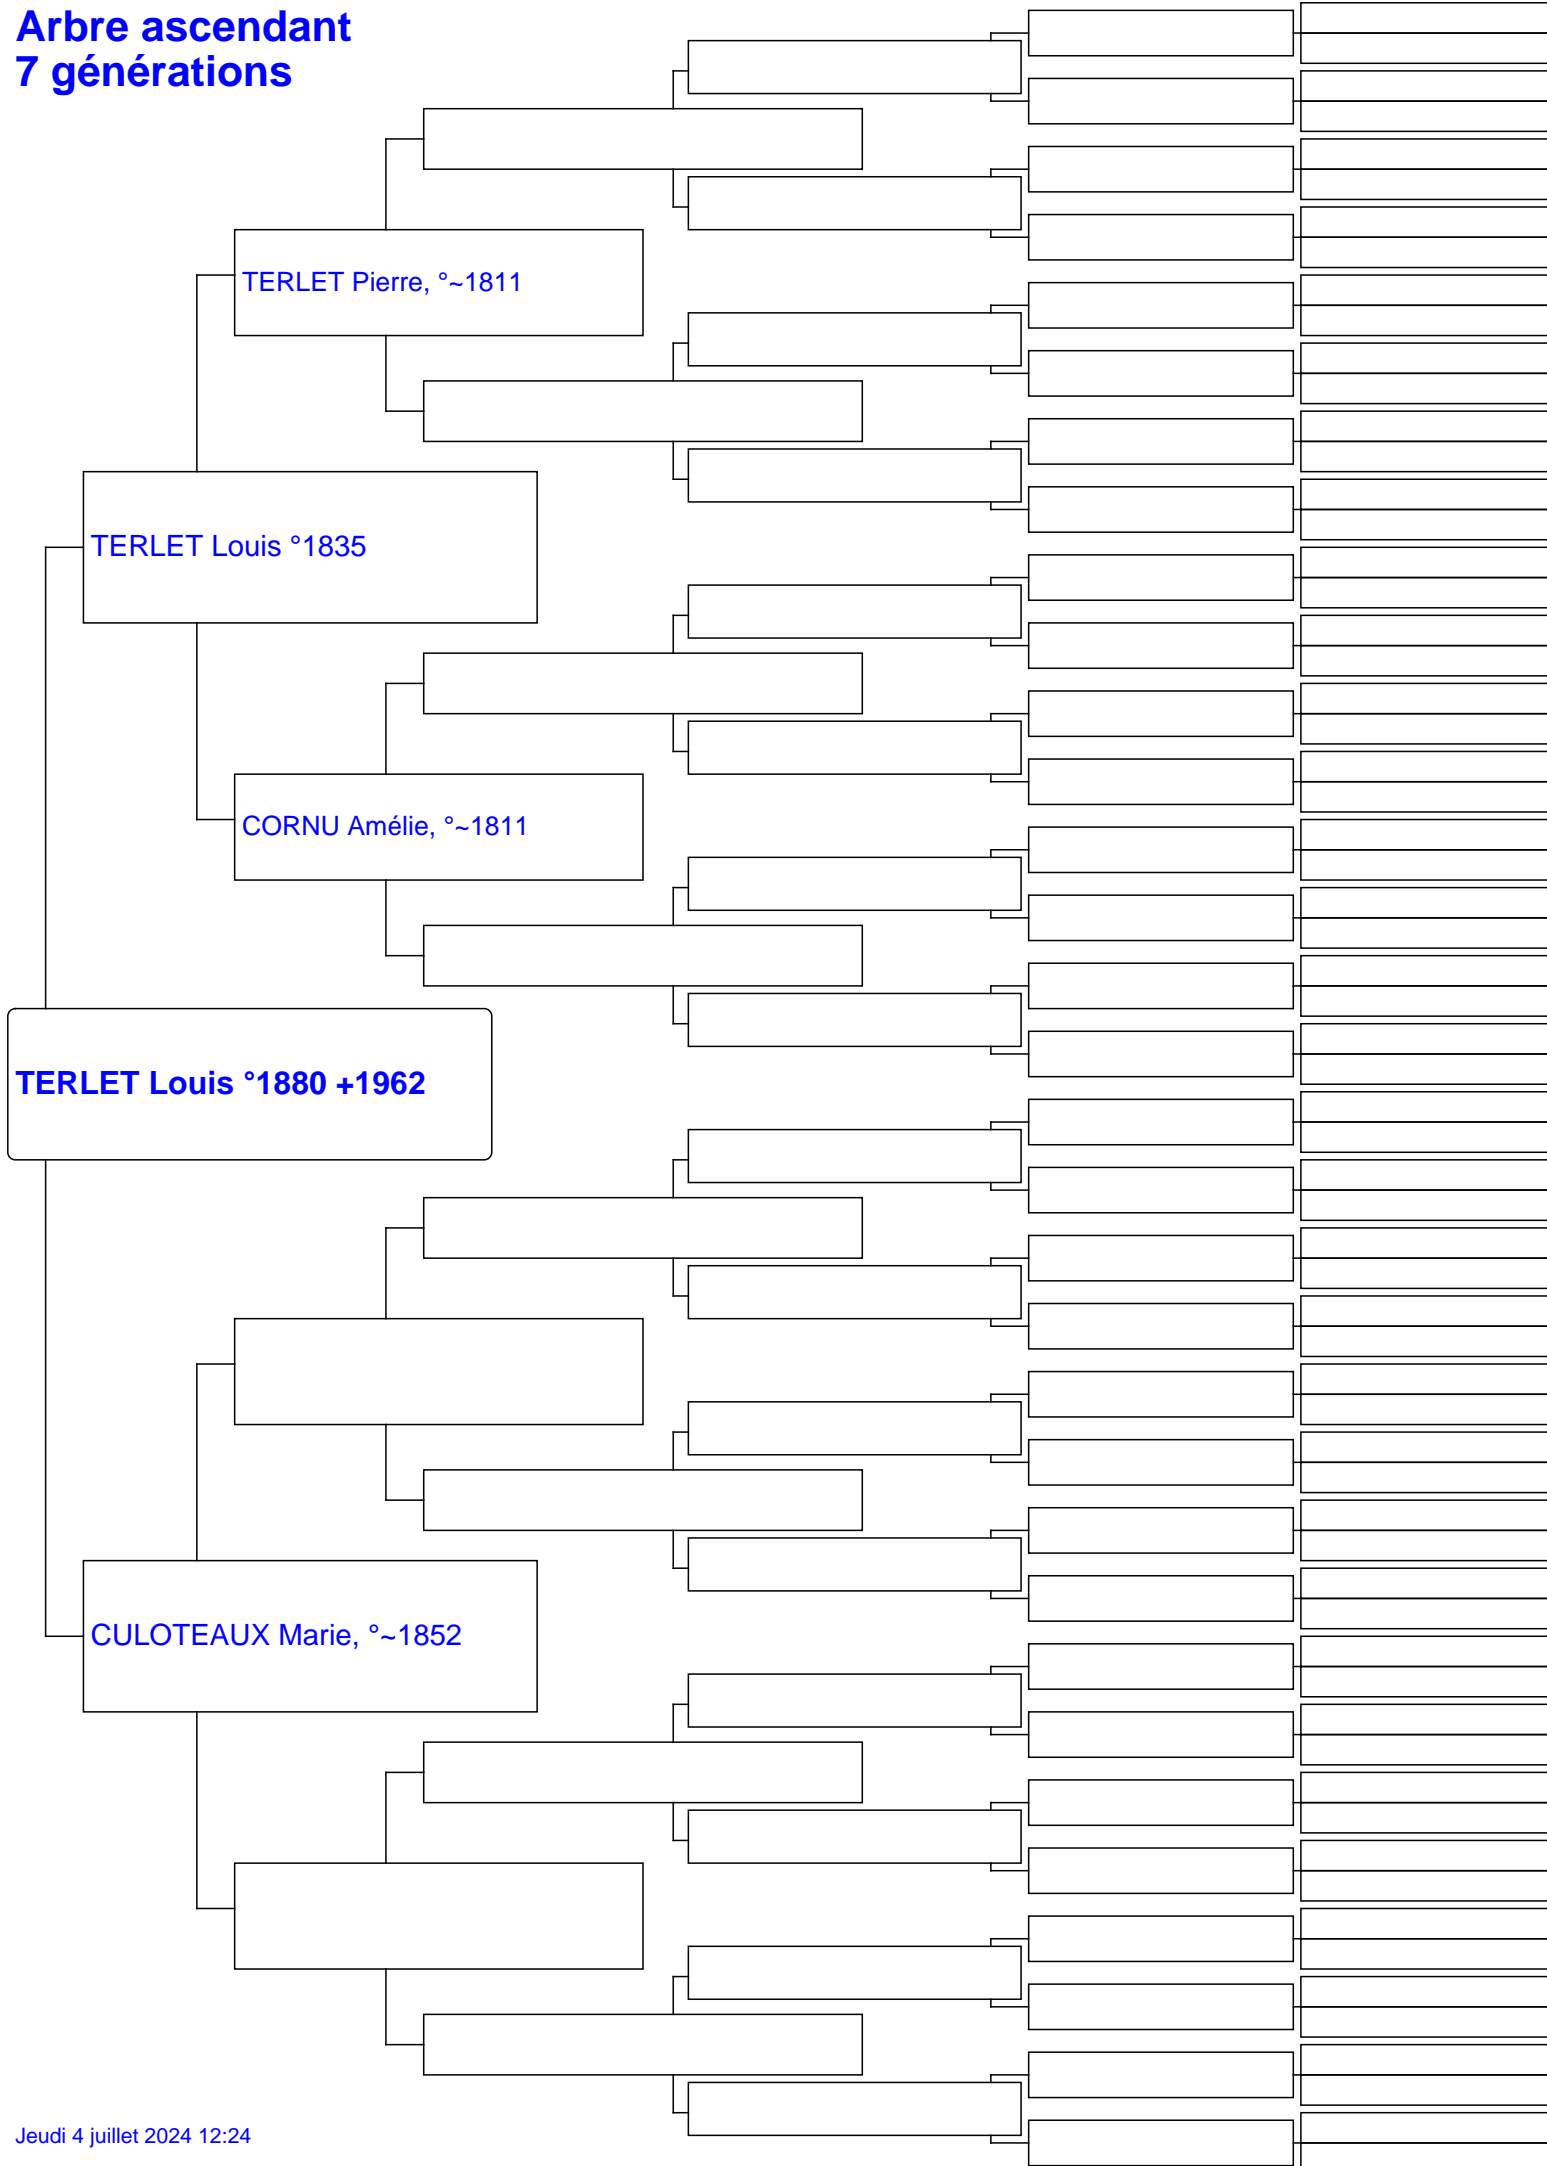 Arbre ascendant
7 générations
TERLET Pierre, °~1811
TERLET Louis °1835
CORNU Amélie, °~1811
TERLET Louis °1880 +1962
CULOTEAUX Marie, °~1852
Jeudi 4 juillet 2024 12:24